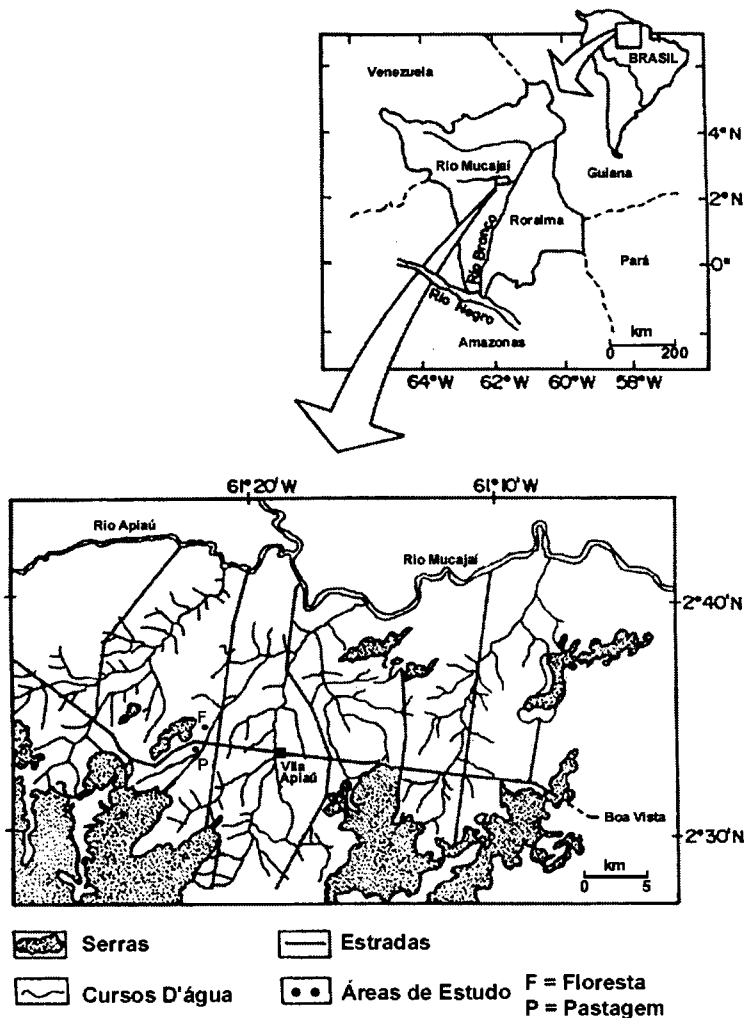 BRASIL
Venezuela
4°N
Rio Mucajaí
Guiana
2°N
Roraima
Rio Bronco
Pará
0°
Rio Negro
km
0 200
Amazonas
64°W 62°W 60°W 58°W
61°20'W 61°10'W
Rio Apiaú
Rio Mucajaí
2°40'N
F
P
Vila
Apiaú
Boa Vista
2°30'N
km
0 5
Serras
Estradas
Cursos D'água
Áreas de Estudo
F = Floresta
P = Pastagem